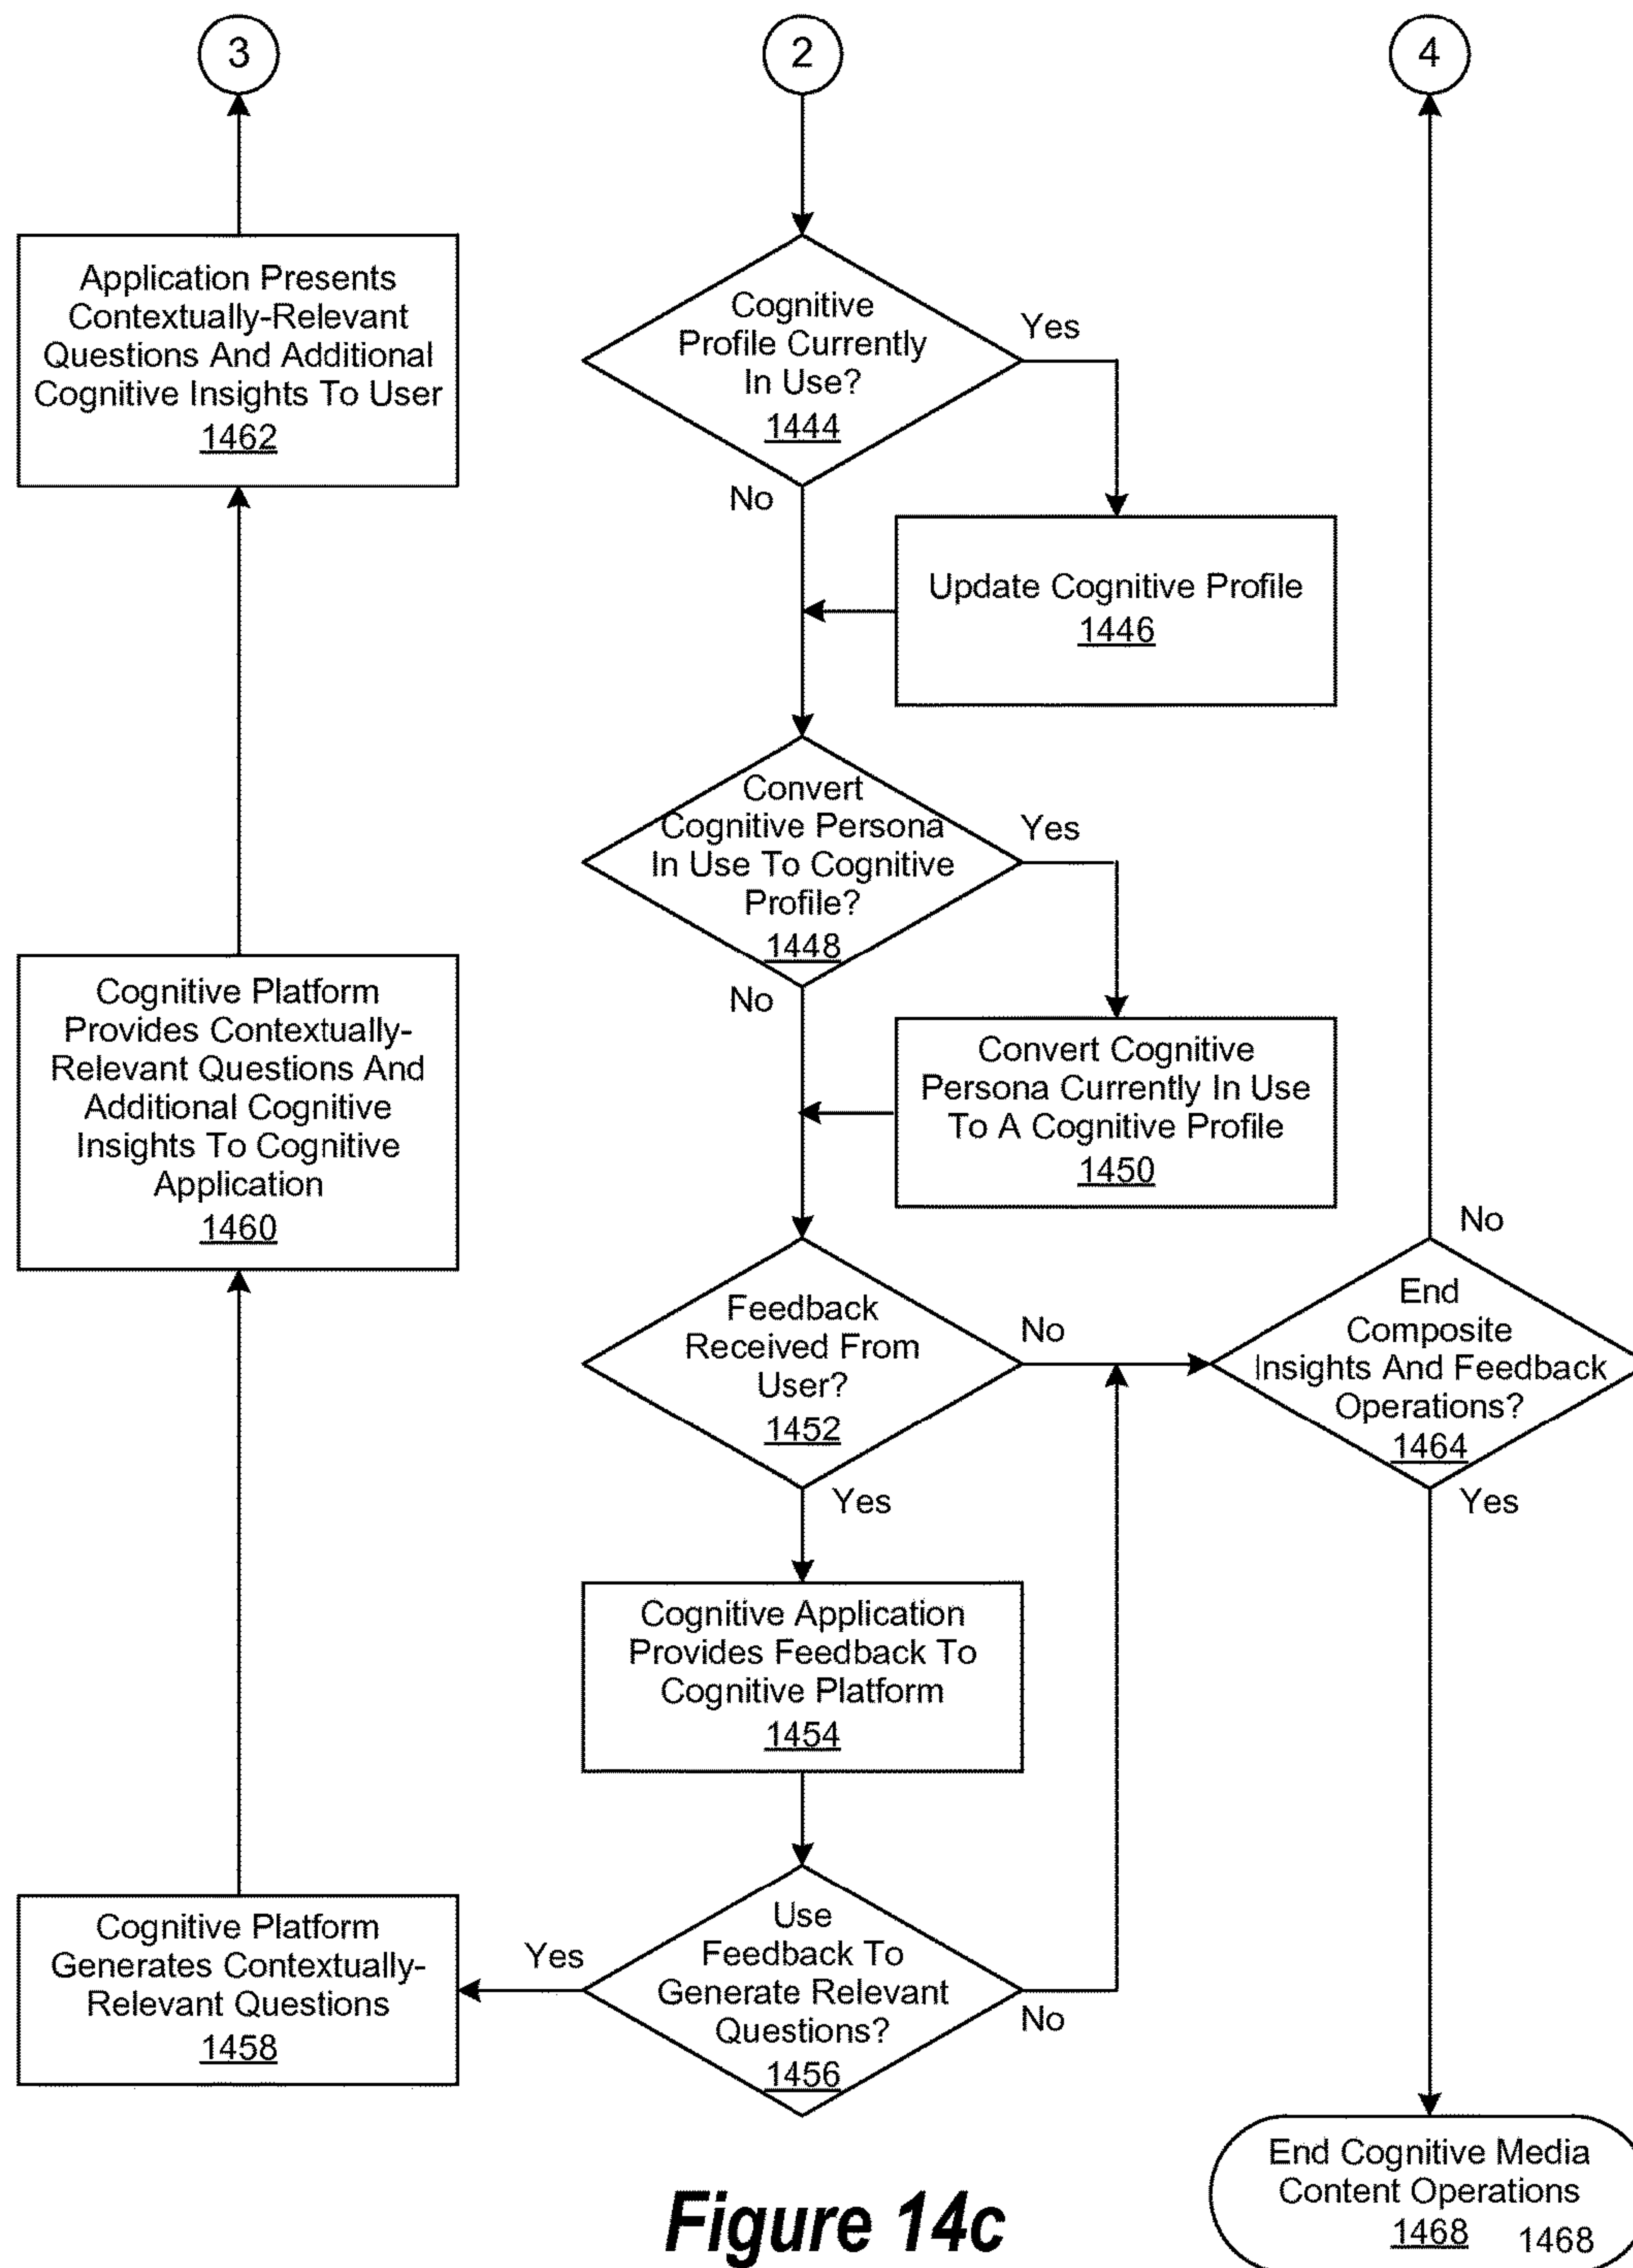 3
2
4
Application Presents
Contextually-Relevant
Questions And Additional
Cognitive Insights To User
1462
Cognitive
Profile Currently
In Use?
1444
Yes
No
Update Cognitive Profile
1446
Convert
Cognitive Persona
In Use To Cognitive
Profile?
1448
Yes
No
Cognitive Platform
Provides Contextually-
Relevant Questions And
Additional Cognitive
Insights To Cognitive
Application
1460
Convert Cognitive
Persona Currently In Use
To A Cognitive Profile
1450
Feedback
Received From
User?
1452
No
Yes
End
Composite
Insights And Feedback
Operations?
1464
No
Yes
Cognitive Application
Provides Feedback To
Cognitive Platform
1454
Use
Feedback To
Generate Relevant
Questions?
1456
Yes
No
Cognitive Platform
Generates Contextually-
Relevant Questions
1458
End Cognitive Media
Content Operations
1468 1468
Figure 14c